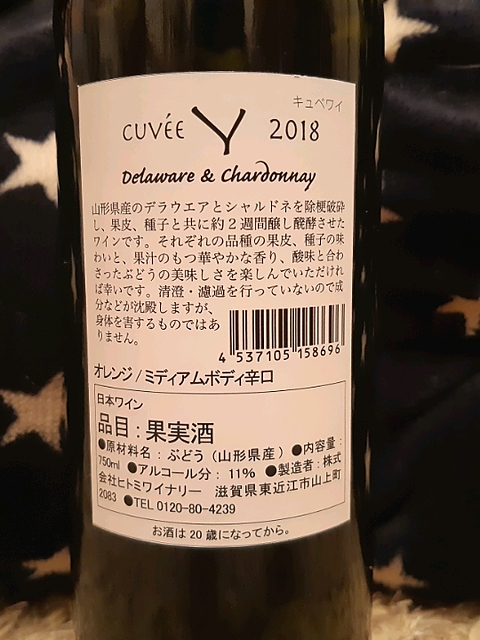 キュベワイ
CUVÉE Y 2018
Delaware & Chardonnay
山形県産のデラウエアとシャルドネを除梗破砕
し、果皮、種子と共に約2週間醸し醗酵させた
ワインです。それぞれの品種の果皮、種子の味
わいと、果汁のもつ華やかな香り、酸味と合わ
さったぶどうの美味しさを楽しんでいただけれ
ば幸いです。清澄・濾過を行っていないので成
分などが沈殿しますが、
身体を害するものではあ
りません。
4 537105 158696
オレンジ/ミディアムボディ辛口
日本ワイン
品目：果実酒
●原材料名：ぶどう（山形県産）●内容量：
750ml ●アルコール分：11% ●製造者：株式
会社ヒトミワイナリー 滋賀県東近江市山上町
2083 ●TEL 0120-80-4239
お酒は20歳になってから。